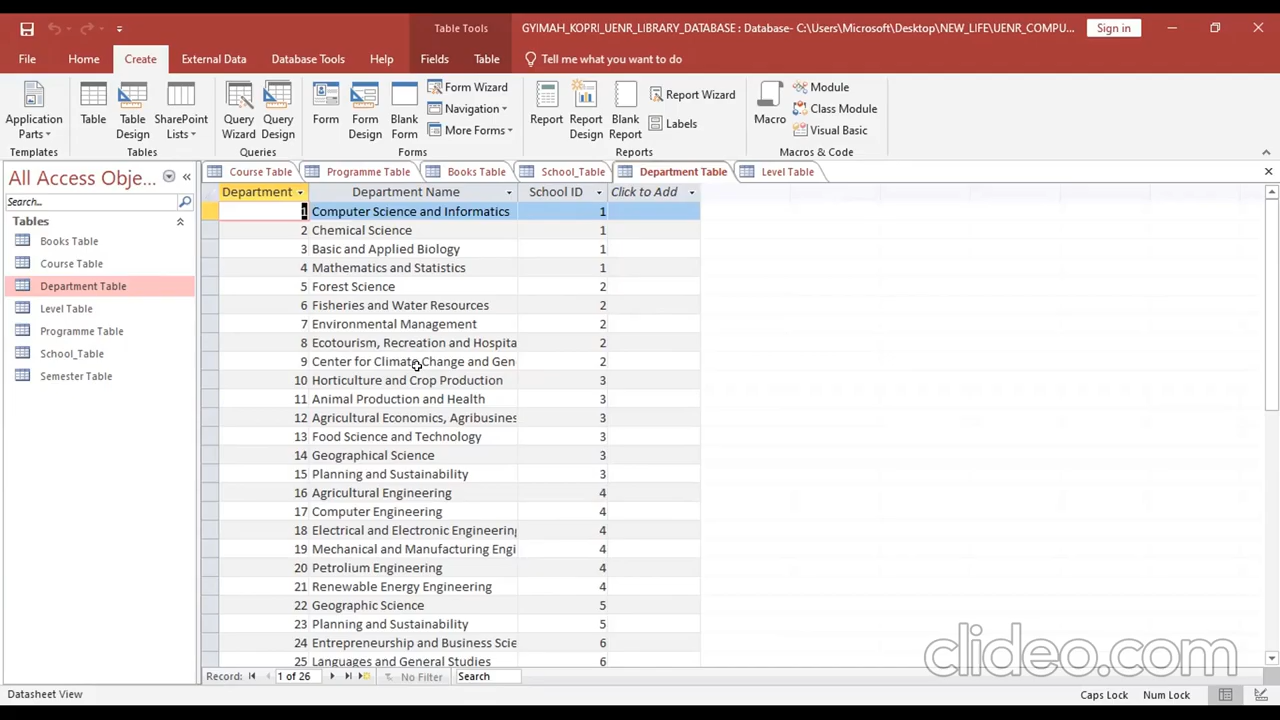 Table Tools
GYIMAH_KOPRI_UENR_LIBRARY_DATABASE : Database- C:\Users\Microsoft\Desktop\NEW_LIFE\UENR_COMPU...
Sign in
File Home Create External Data Database Tools Help Fields Table Tell me what you want to do
Application Parts
Templates
Table
Table Design
SharePoint Lists
Tables
Query Wizard
Query Design
Queries
Form
Form Design
Blank Form
Form Wizard
Navigation
More Forms
Forms
Report
Report Design
Blank Report
Report Wizard
Labels
Reports
Macro
Module
Class Module
Visual Basic
Macros & Code
All Access Obje...
Search...
Tables
Books Table
Course Table
Department Table
Level Table
Programme Table
School_Table
Semester Table
Course Table Programme Table Books Table School_Table Department Table Level Table
Department Department Name School ID Click to Add
1 Computer Science and Informatics 1
2 Chemical Science 1
3 Basic and Applied Biology 1
4 Mathematics and Statistics 1
5 Forest Science 2
6 Fisheries and Water Resources 2
7 Environmental Management 2
8 Ecotourism, Recreation and Hospita 2
9 Center for Climate Change and Gen 2
10 Horticulture and Crop Production 3
11 Animal Production and Health 3
12 Agricultural Economics, Agribusines 3
13 Food Science and Technology 3
14 Geographical Science 3
15 Planning and Sustainability 3
16 Agricultural Engineering 4
17 Computer Engineering 4
18 Electrical and Electronic Engineering 4
19 Mechanical and Manufacturing Engi 4
20 Petrolium Engineering 4
21 Renewable Energy Engineering 4
22 Geographic Science 5
23 Planning and Sustainability 5
24 Entrepreneurship and Business Scie 6
25 Languages and General Studies 6
Record: 1 of 26 No Filter Search
clideo.com
Datasheet View
Caps Lock Num Lock